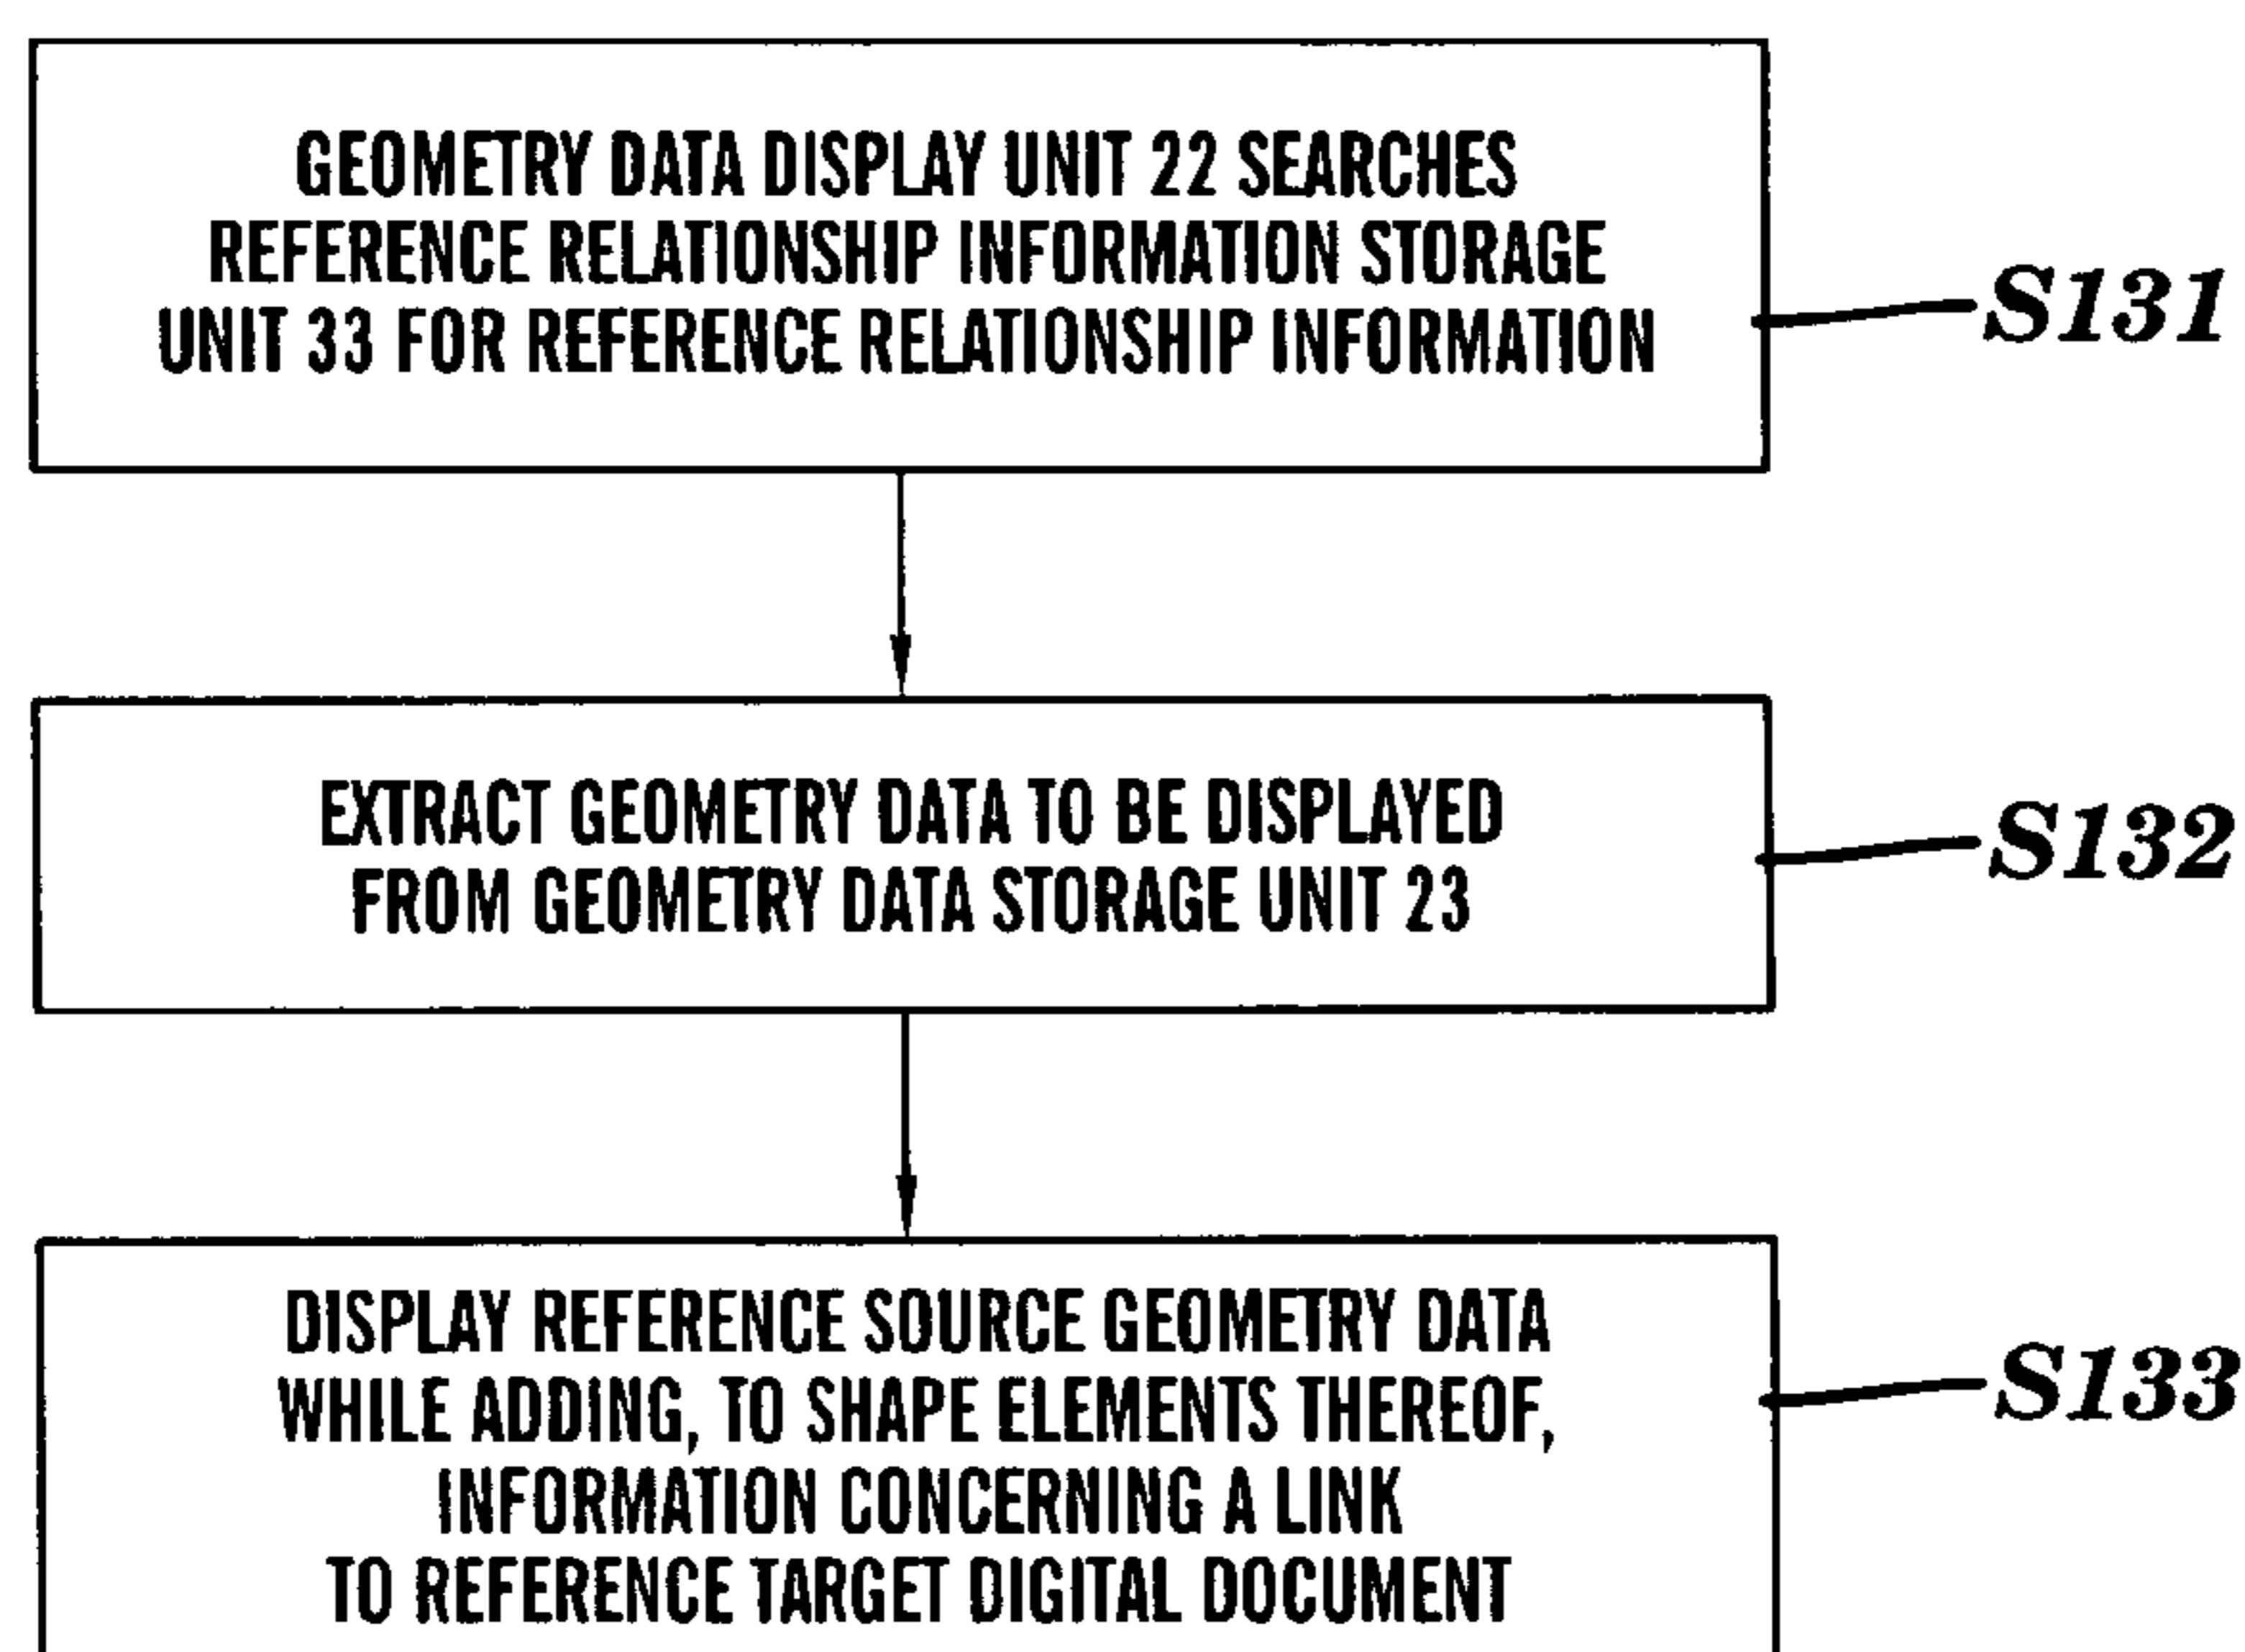 GEOMETRY DATA DISPLAY UNIT 22 SEARCHES
REFERENCE RELATIONSHIP INFORMATION STORAGE
UNIT 33 FOR REFERENCE RELATIONSHIP INFORMATION
S131
EXTRACT GEOMETRY DATA TO BE DISPLAYED
FROM GEOMETRY DATA STORAGE UNIT 23
S132
DISPLAY REFERENCE SOURCE GEOMETRY DATA
WHILE ADDING, TO SHAPE ELEMENTS THEREOF,
INFORMATION CONCERNING A LINK
TO REFERENCE TARGET DIGITAL DOCUMENT
S133